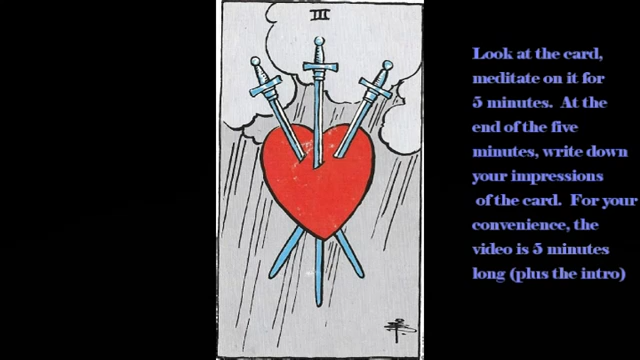 III
Look at the card,
meditate on it for
5 minutes.  At the
end of the five
minutes, write down
your impressions
of the card.  For your
convenience, the
video is 5 minutes
long (plus the intro)